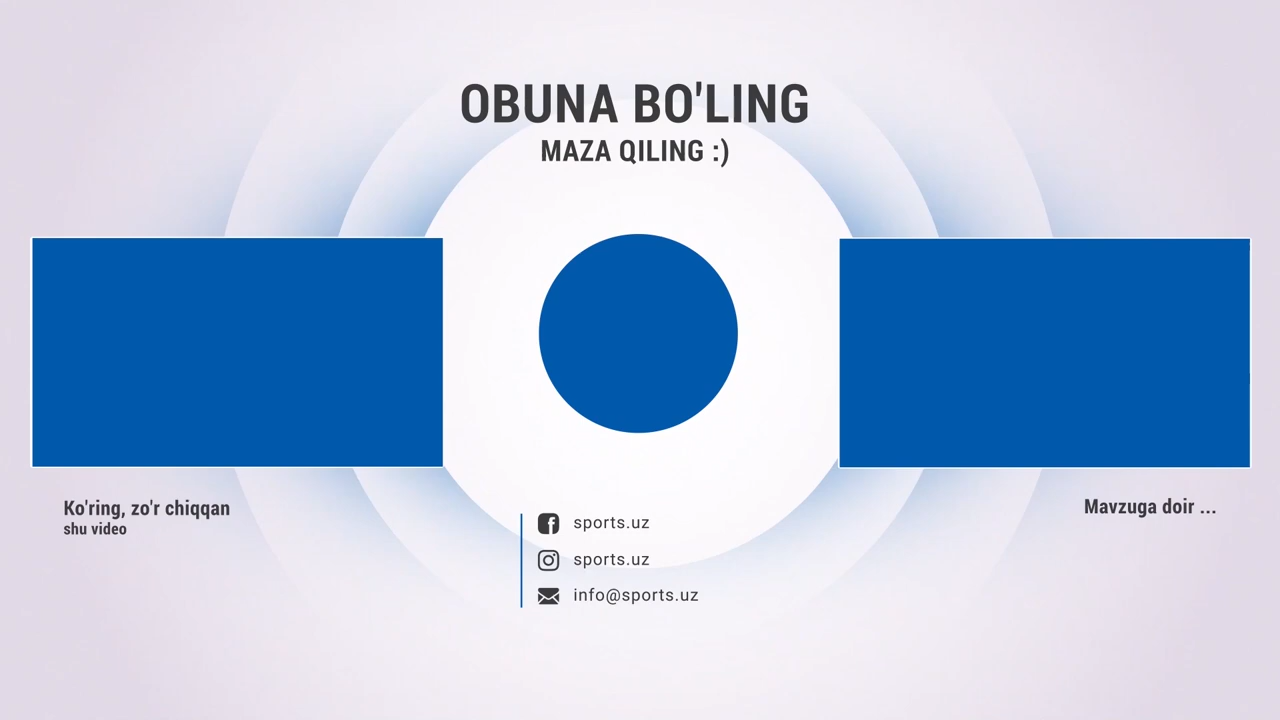 OBUNA BO'LING
MAZA QILING :)
Ko'ring, zo'r chiqqan
shu video
Mavzuga doir ...
sports.uz
sports.uz
info@sports.uz